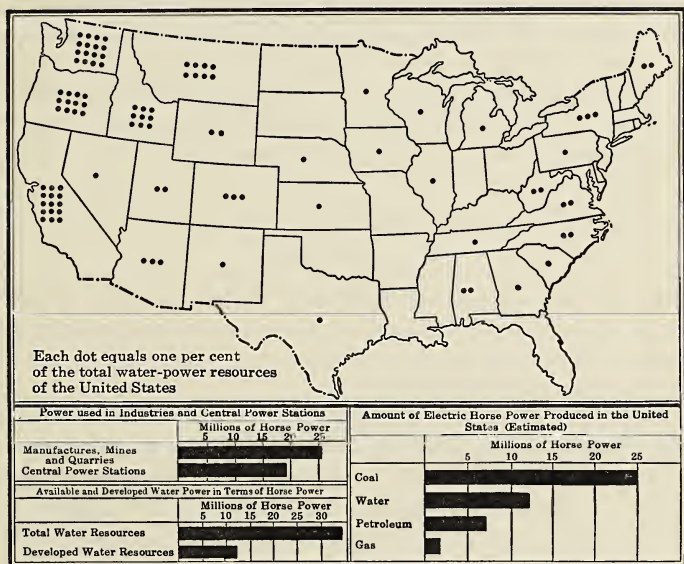 Each dot equals one per cent
of the total water-power resources
of the United States
Power used in Industries and Central Power Stations
Millions of Horse Power
5 10 15 20 25
Manufactures, Mines
and Quarries
Central Power Stations
Available and Developed Water Power in Terms of Horse Power
Millions of Horse Power
5 10 15 20 25 30
Total Water Resources
Developed Water Resources
Amount of Electric Horse Power Produced in the United
States (Estimated)
Millions of Horse Power
5 10 15 20 25
Coal
Water
Petroleum
Gas